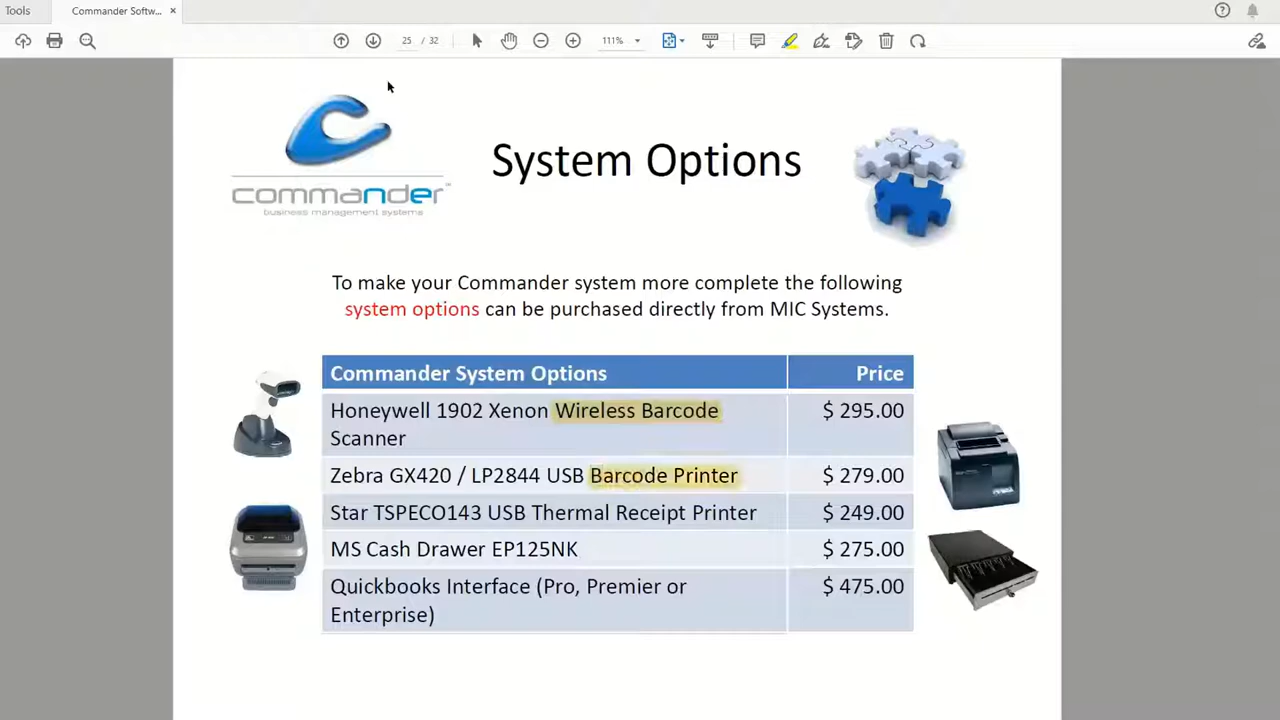 Tools
Commander Softw... ×
25 / 32
111%
commander™
business management systems
System Options
To make your Commander system more complete the following
system options can be purchased directly from MIC Systems.
Commander System Options Price
Honeywell 1902 Xenon Wireless Barcode $ 295.00
Scanner
Zebra GX420 / LP2844 USB Barcode Printer $ 279.00
Star TSPECO143 USB Thermal Receipt Printer $ 249.00
MS Cash Drawer EP125NK $ 275.00
Quickbooks Interface (Pro, Premier or $ 475.00
Enterprise)